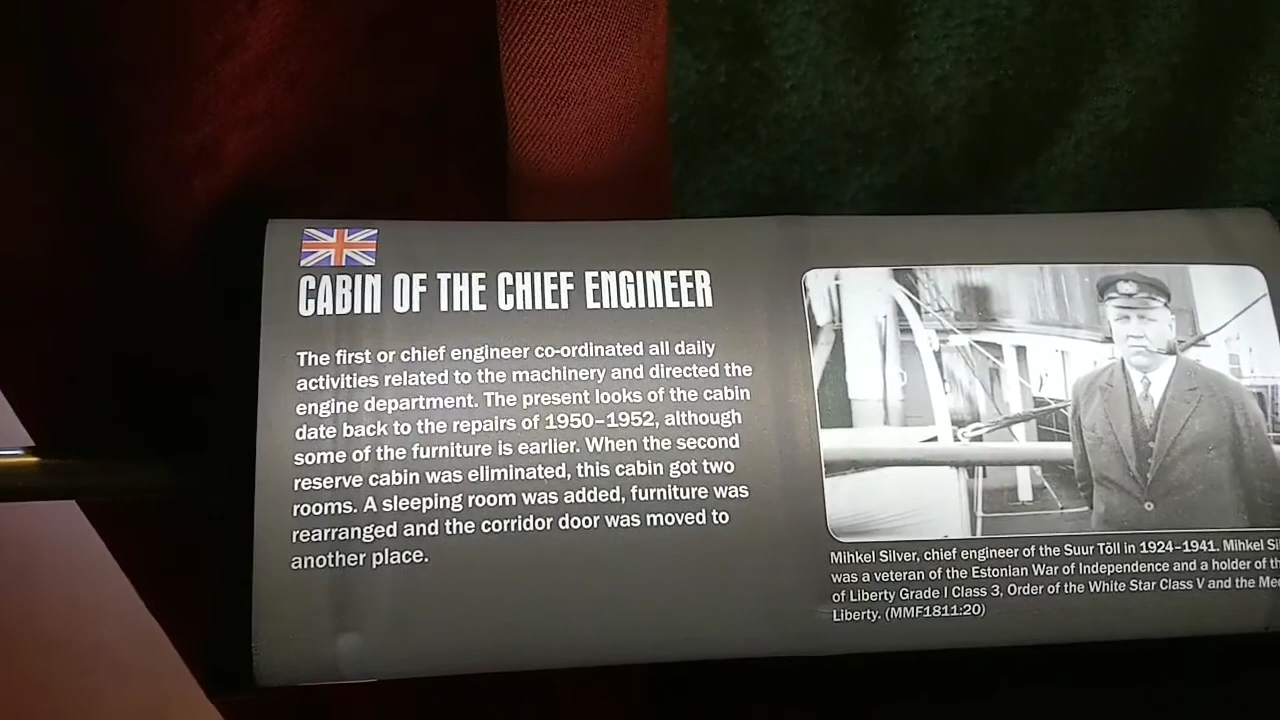 CABIN OF THE CHIEF ENGINEER
The first or chief engineer co-ordinated all daily
activities related to the machinery and directed the
engine department. The present looks of the cabin
date back to the repairs of 1950–1952, although
some of the furniture is earlier. When the second
reserve cabin was eliminated, this cabin got two
rooms. A sleeping room was added, furniture was
rearranged and the corridor door was moved to
another place.
Mihkel Silver, chief engineer of the Suur Tõll in 1924–1941. Mihkel
was a veteran of the Estonian War of Independence and a holder of
of Liberty Grade I Class 3, Order of the White Star Class V and the
Liberty. (MMF1811:20)